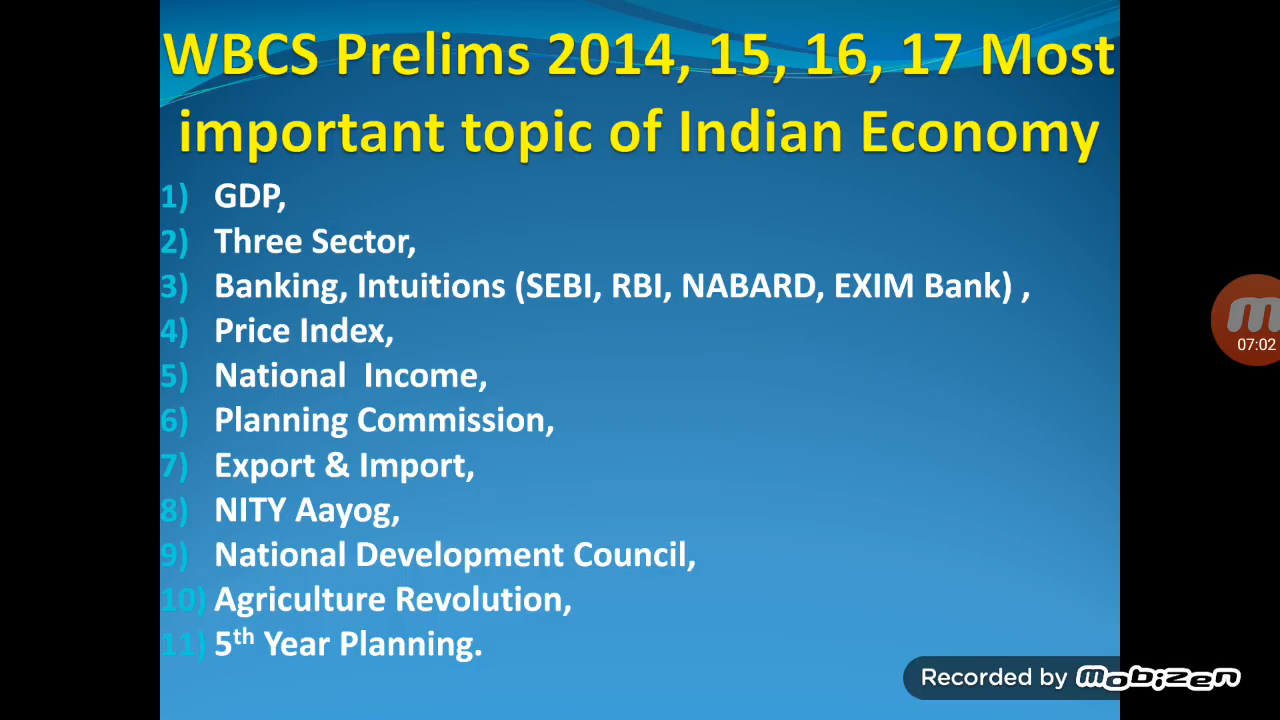 WBCS Prelims 2014, 15, 16, 17 Most
important topic of Indian Economy
1) GDP,
2) Three Sector,
3) Banking, Intuitions (SEBI, RBI, NABARD, EXIM Bank) ,
4) Price Index,
5) National Income,
6) Planning Commission,
7) Export & Import,
8) NITY Aayog,
9) National Development Council,
10) Agriculture Revolution,
11) 5th Year Planning.
07:02
Recorded by mobizen